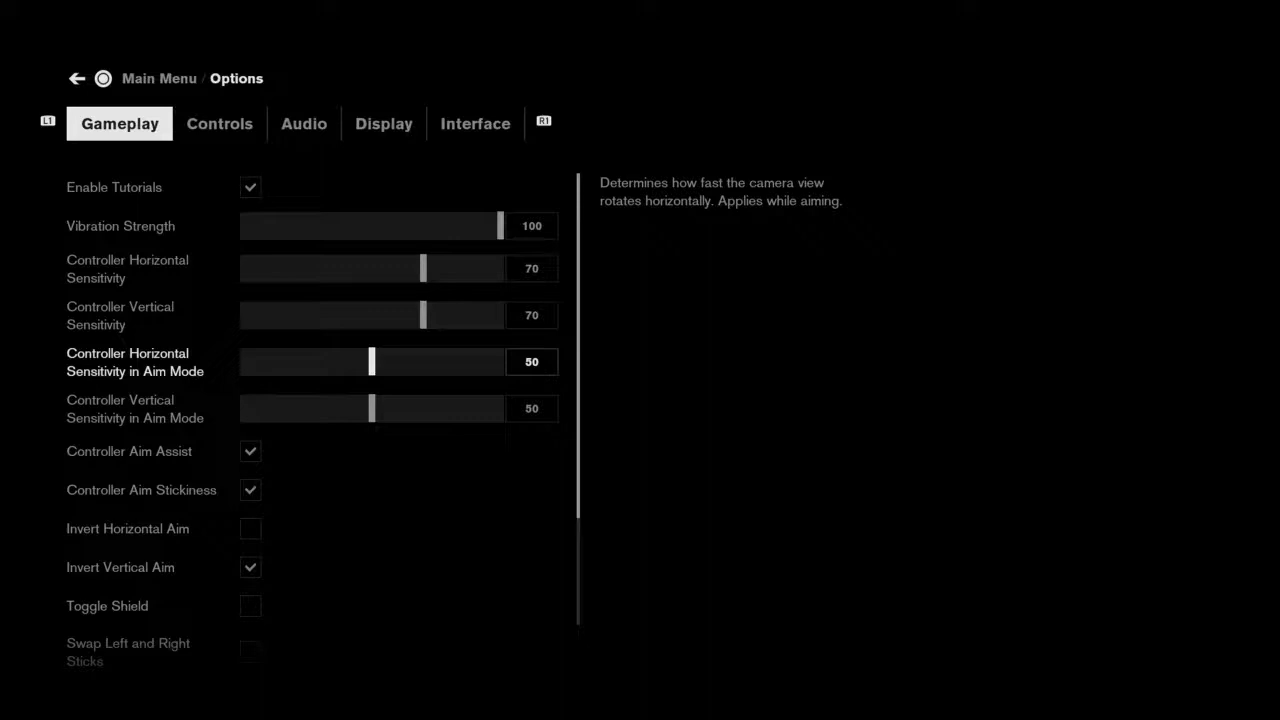 Main Menu / Options
L1 Gameplay Controls Audio Display Interface R1
Enable Tutorials
Vibration Strength 100
Controller Horizontal
Sensitivity 70
Controller Vertical
Sensitivity 70
Controller Horizontal
Sensitivity in Aim Mode 50
Controller Vertical
Sensitivity in Aim Mode 50
Controller Aim Assist
Controller Aim Stickiness
Invert Horizontal Aim
Invert Vertical Aim
Toggle Shield
Swap Left and Right
Sticks
Determines how fast the camera view
rotates horizontally. Applies while aiming.